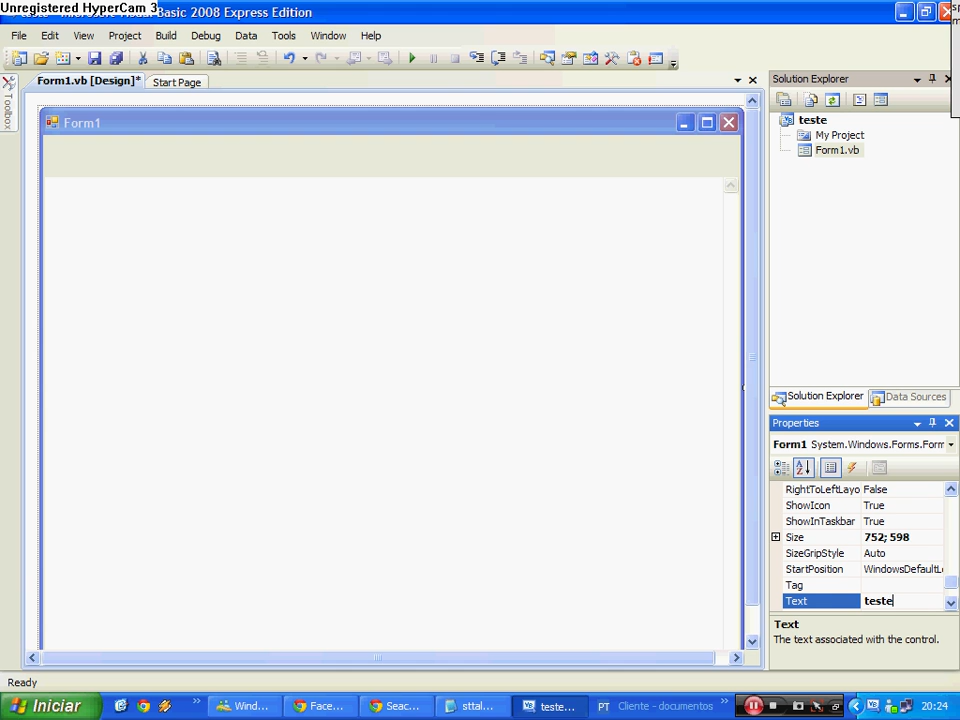 Unregistered HyperCam 3
Basic 2008 Express Edition
File Edit View Project Build Debug Data Tools Window Help
Form1.vb [Design]* Start Page
Toolbox
Form1
Solution Explorer
teste
My Project
Form1.vb
Solution Explorer Data Sources
Properties
Form1 System.Windows.Forms.Form
RightToLeftLayo False
ShowIcon True
ShowInTaskbar True
Size 752; 598
SizeGripStyle Auto
StartPosition WindowsDefaultL
Tag
Text teste
Text
The text associated with the control.
Ready
Iniciar Wind... Face... Seac... sttal... teste... PT Cliente - documentos 20:24